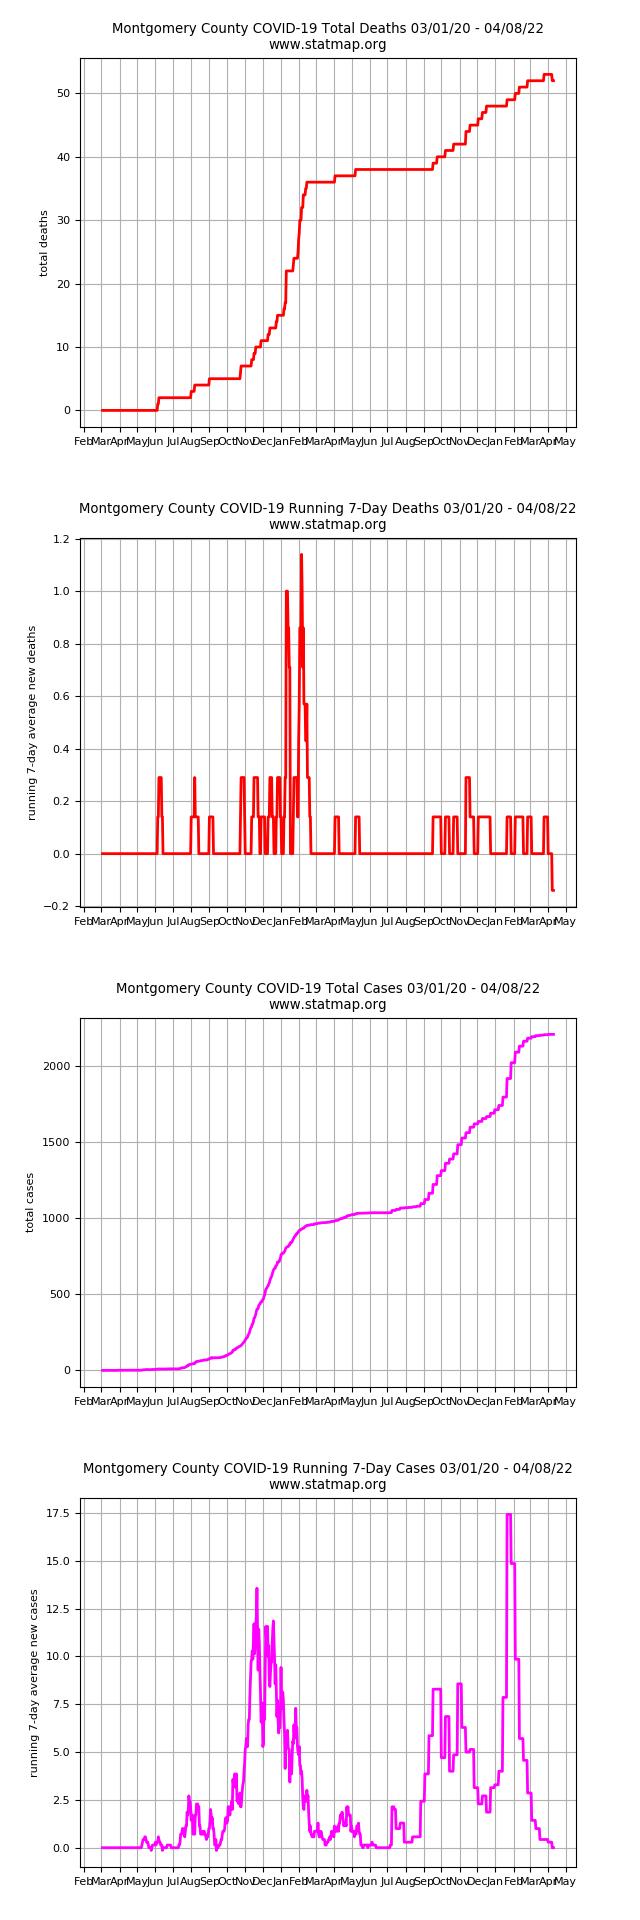 Montgomery County COVID-19 Total Deaths 03/01/20 - 04/08/22
www.statmap.org
50
40
30
20
10
0
total deaths
Feb Mar Apr May Jun Jul Aug Sep Oct Nov Dec Jan Feb Mar Apr May Jun Jul Aug Sep Oct Nov Dec Jan Feb Mar Apr May
Montgomery County COVID-19 Running 7-Day Deaths 03/01/20 - 04/08/22
www.statmap.org
1.2
1.0
0.8
0.6
0.4
0.2
0.0
−0.2
running 7-day average new deaths
Feb Mar Apr May Jun Jul Aug Sep Oct Nov Dec Jan Feb Mar Apr May Jun Jul Aug Sep Oct Nov Dec Jan Feb Mar Apr May
Montgomery County COVID-19 Total Cases 03/01/20 - 04/08/22
www.statmap.org
2000
1500
1000
500
0
total cases
Feb Mar Apr May Jun Jul Aug Sep Oct Nov Dec Jan Feb Mar Apr May Jun Jul Aug Sep Oct Nov Dec Jan Feb Mar Apr May
Montgomery County COVID-19 Running 7-Day Cases 03/01/20 - 04/08/22
www.statmap.org
17.5
15.0
12.5
10.0
7.5
5.0
2.5
0.0
running 7-day average new cases
Feb Mar Apr May Jun Jul Aug Sep Oct Nov Dec Jan Feb Mar Apr May Jun Jul Aug Sep Oct Nov Dec Jan Feb Mar Apr May